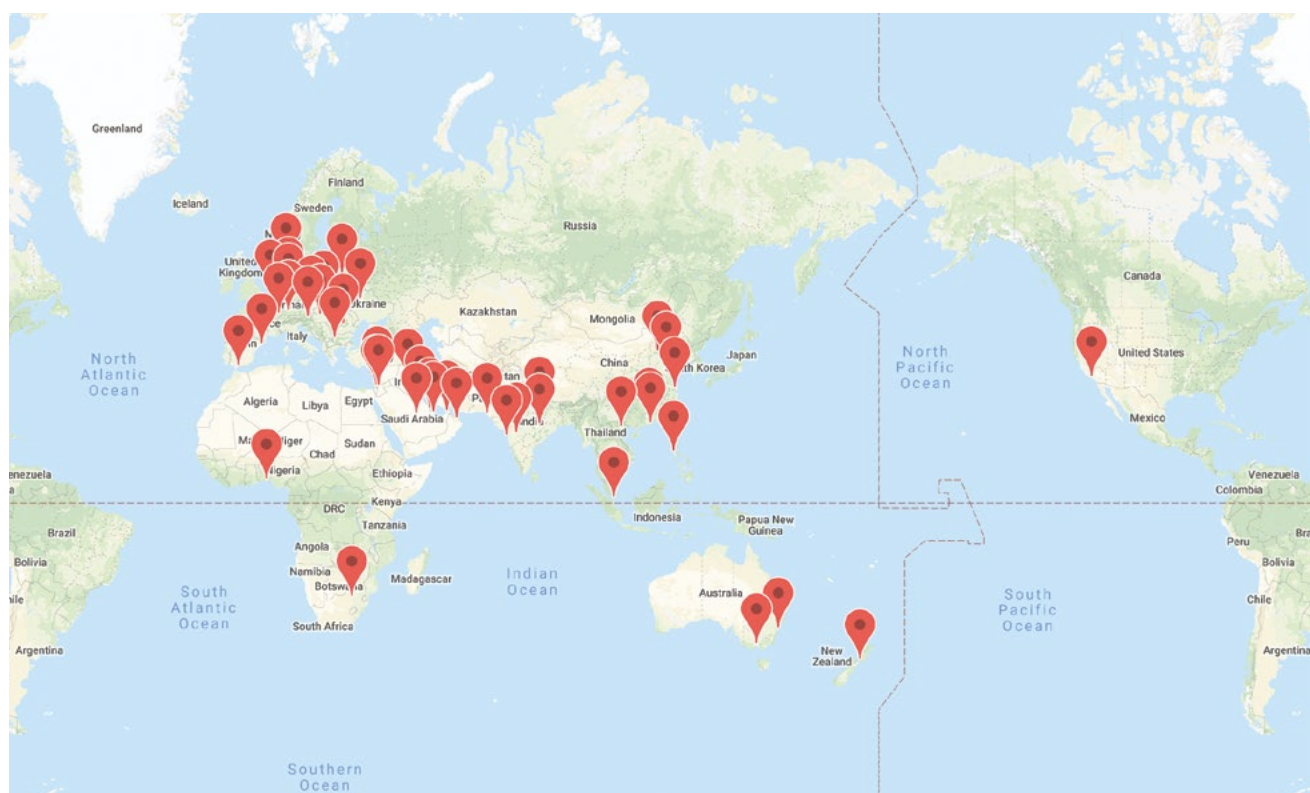 Greenland
Iceland
Finland
Sweden
Russia
United
Kingdom
Canada
Ukraine
Italy
Kazakhstan
Mongolia
United States
North
Atlantic
Ocean
North
Pacific
Ocean
China
Japan
South Korea
Algeria
Libya
Egypt
Saudi Arabia
Mexico
Thailand
Chad
Sudan
Nigeria
Ethiopia
Venezuela
Colombia
DRC
Kenya
Tanzania
Indonesia
Papua New
Guinea
Brazil
Peru
Bolivia
Angola
Namibia
Botswana
Madagascar
Indian
Ocean
Australia
Bolivia
South
Atlantic
Ocean
South
Pacific
Ocean
Chile
South Africa
New
Zealand
Argentina
Argentina
Southern
Ocean